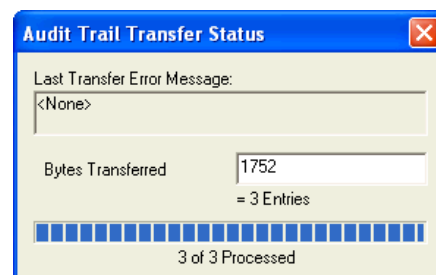 Audit Trail Transfer Status
Last Transfer Error Message:
<None>
Bytes Transferred 1752
= 3 Entries
3 of 3 Processed